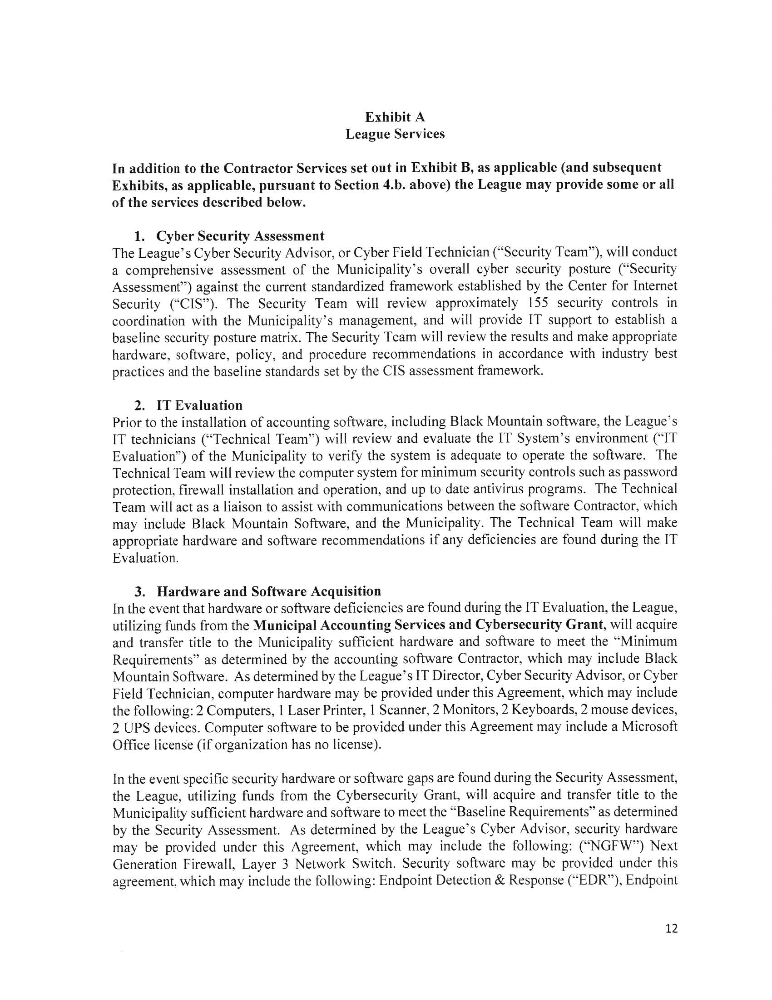 Exhibit A
League Services
In addition to the Contractor Services set out in Exhibit B, as applicable (and subsequent
Exhibits, as applicable, pursuant to Section 4.b. above) the League may provide some or all
of the services described below.
1. Cyber Security Assessment
The League's Cyber Security Advisor, or Cyber Field Technician (“Security Team”), will conduct
a comprehensive assessment of the Municipality's overall cyber security posture (“Security
Assessment”) against the current standardized framework established by the Center for Internet
Security (“CIS”). The Security Team will review approximately 155 security controls in
coordination with the Municipality's management, and will provide IT support to establish a
baseline security posture matrix. The Security Team will review the results and make appropriate
hardware, software, policy, and procedure recommendations in accordance with industry best
practices and the baseline standards set by the CIS assessment framework.
2. IT Evaluation
Prior to the installation of accounting software, including Black Mountain software, the League's
IT technicians (“Technical Team”) will review and evaluate the IT System's environment (“IT
Evaluation”) of the Municipality to verify the system is adequate to operate the software. The
Technical Team will review the computer system for minimum security controls such as password
protection, firewall installation and operation, and up to date antivirus programs. The Technical
Team will act as a liaison to assist with communications between the software Contractor, which
may include Black Mountain Software, and the Municipality. The Technical Team will make
appropriate hardware and software recommendations if any deficiencies are found during the IT
Evaluation.
3. Hardware and Software Acquisition
In the event that hardware or software deficiencies are found during the IT Evaluation, the League,
utilizing funds from the Municipal Accounting Services and Cybersecurity Grant, will acquire
and transfer title to the Municipality sufficient hardware and software to meet the “Minimum
Requirements” as determined by the accounting software Contractor, which may include Black
Mountain Software. As determined by the League's IT Director, Cyber Security Advisor, or Cyber
Field Technician, computer hardware may be provided under this Agreement, which may include
the following: 2 Computers, 1 Laser Printer, 1 Scanner, 2 Monitors, 2 Keyboards, 2 mouse devices,
2 UPS devices. Computer software to be provided under this Agreement may include a Microsoft
Office license (if organization has no license).
In the event specific security hardware or software gaps are found during the Security Assessment,
the League, utilizing funds from the Cybersecurity Grant, will acquire and transfer title to the
Municipality sufficient hardware and software to meet the “Baseline Requirements” as determined
by the Security Assessment. As determined by the League's Cyber Advisor, security hardware
may be provided under this Agreement, which may include the following: (“NGFW”) Next
Generation Firewall, Layer 3 Network Switch. Security software may be provided under this
agreement, which may include the following: Endpoint Detection & Response (“EDR”), Endpoint
12